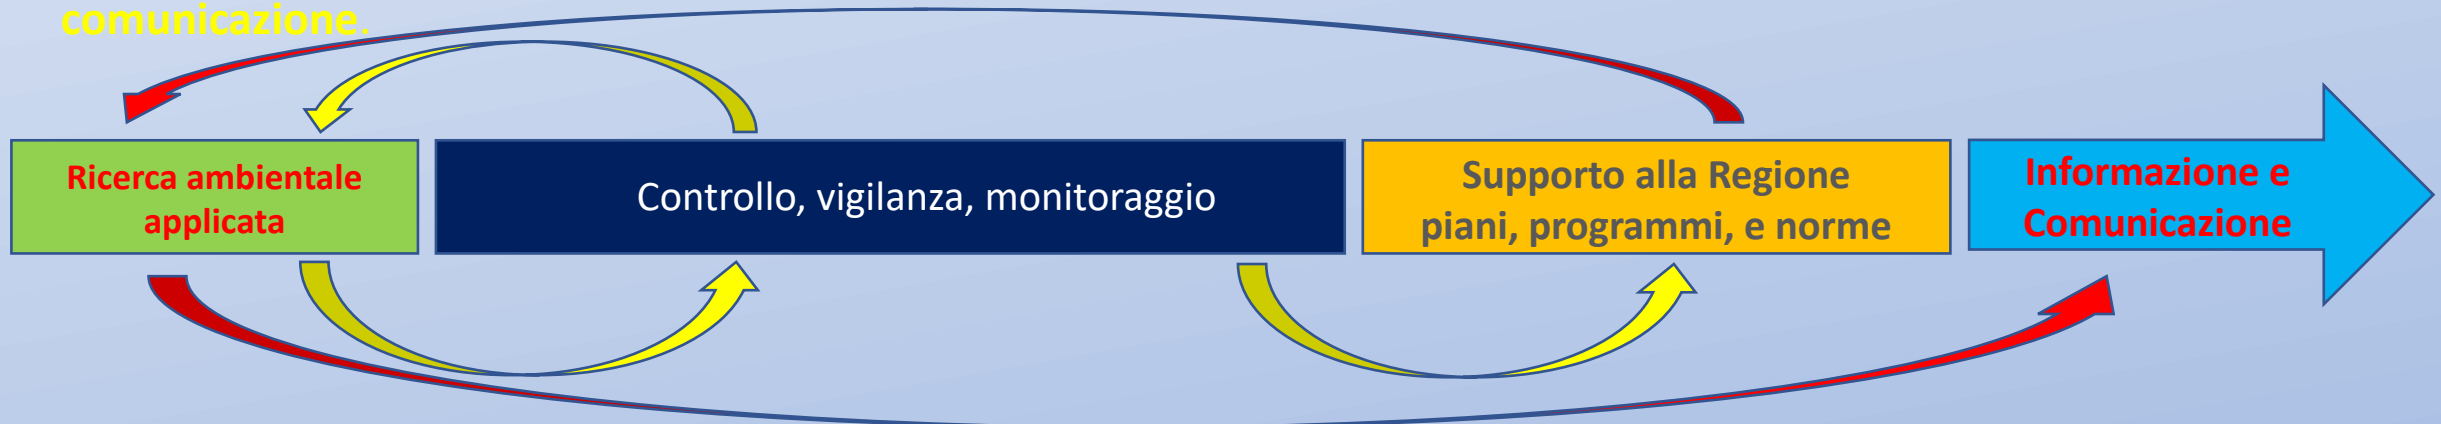 comunicazione.
Ricerca ambientale
applicata
Controllo, vigilanza, monitoraggio
Supporto alla Regione
piani, programmi, e norme
Informazione e
Comunicazione